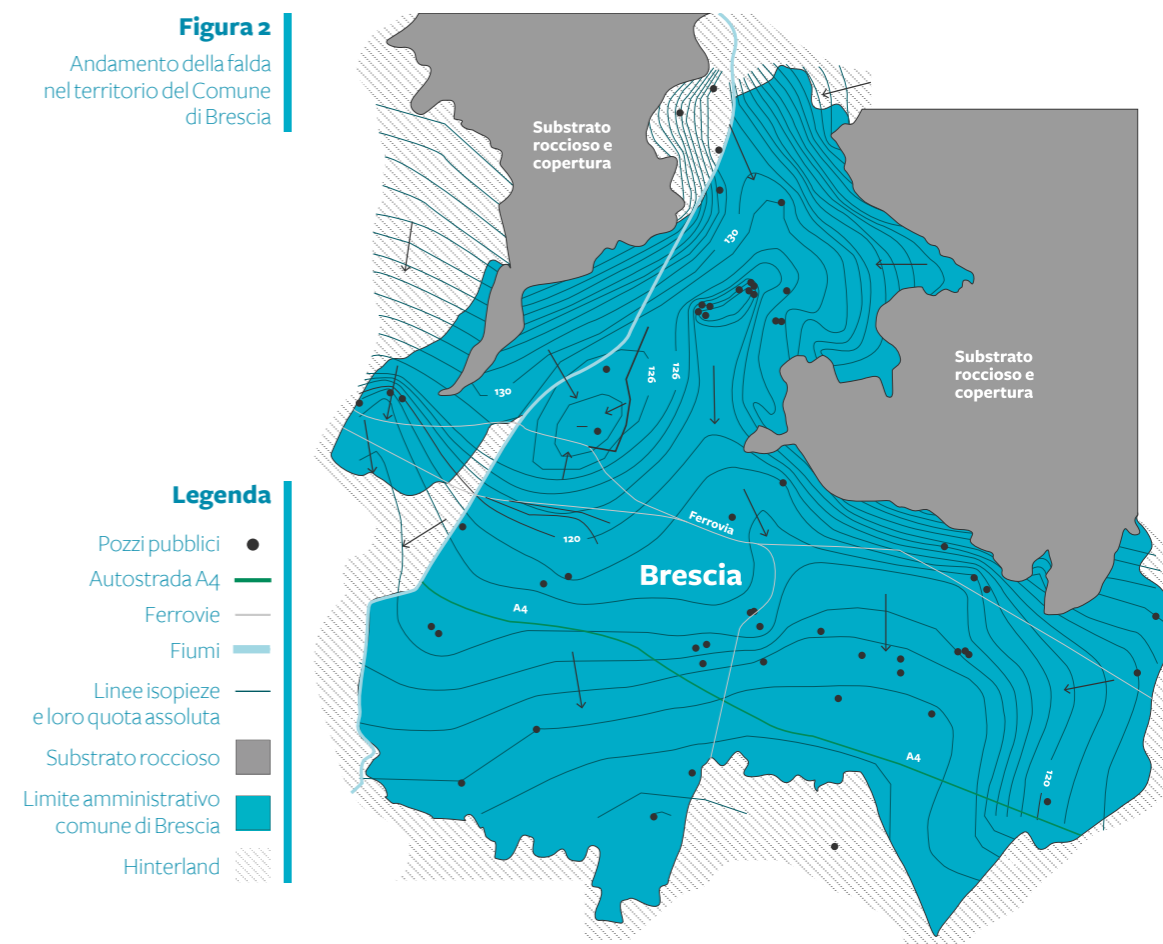 Figura 2
Andamento della falda
nel territorio del Comune
di Brescia
Legenda
Pozzi pubblici
Autostrada A4
Ferrovie
Fiumi
Linee isopieze
e loro quota assoluta
Substrato roccioso
Limite amministrativo
comune di Brescia
Hinterland
Substrato
roccioso e
copertura
130
Substrato
roccioso e
copertura
126
126
130
Ferrovia
120
Brescia
A4
A4
120